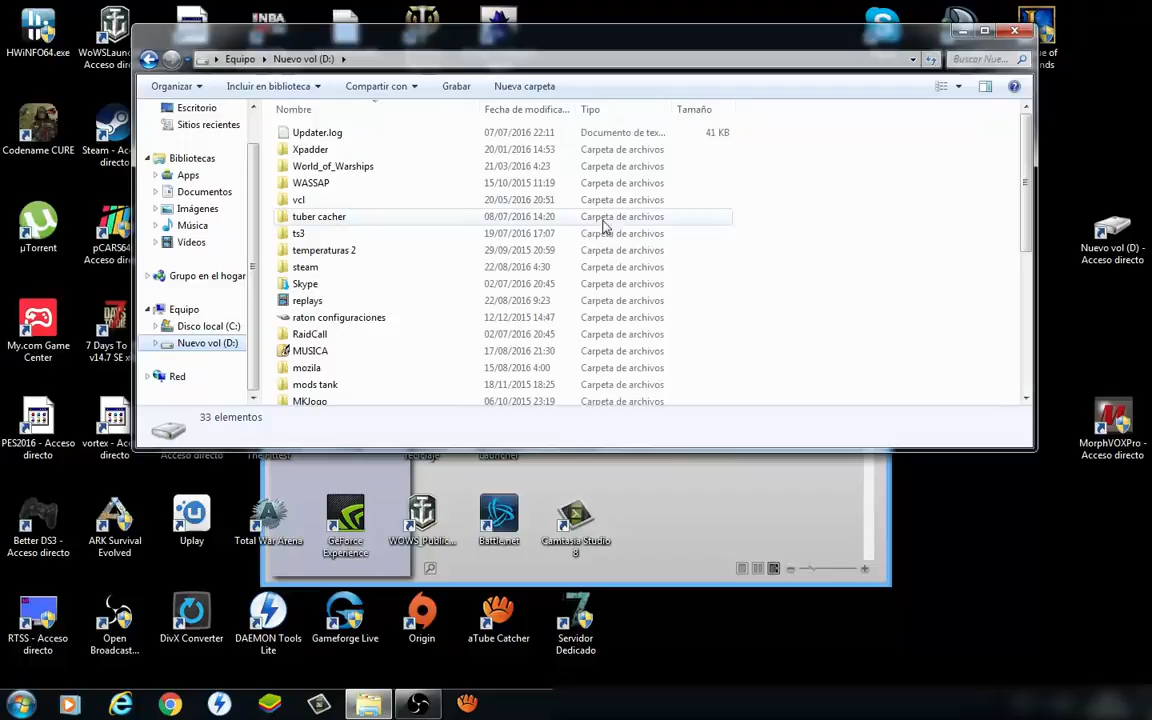 HWiNFO64.exe
WoWSLaun...
Acceso dire...
INBA
Equipo
Nuevo vol (D:)
Buscar Nue...
Organizar
Incluir en biblioteca
Compartir con
Grabar
Nueva carpeta
Escritorio
Sitios recientes
Bibliotecas
Apps
Documentos
Imágenes
Música
Vídeos
Grupo en el hogar
Equipo
Disco local (C:)
Nuevo vol (D:)
Red
Nombre
Fecha de modifica...
Tipo
Tamaño
Updater.log
07/07/2016 22:11
Documento de tex...
41 KB
Xpadder
20/01/2016 14:53
Carpeta de archivos
World_of_Warships
21/03/2016 4:23
Carpeta de archivos
WASSAP
15/10/2015 11:19
Carpeta de archivos
vcl
20/05/2016 20:51
Carpeta de archivos
tuber cacher
08/07/2016 14:20
Carpeta de archivos
ts3
19/07/2016 17:07
Carpeta de archivos
temperaturas 2
29/09/2015 20:59
Carpeta de archivos
steam
22/08/2016 4:30
Carpeta de archivos
Skype
02/07/2016 20:45
Carpeta de archivos
replays
22/08/2016 9:23
Carpeta de archivos
raton configuraciones
12/12/2015 14:47
Carpeta de archivos
RaidCall
02/07/2016 20:45
Carpeta de archivos
MUSICA
17/08/2016 21:30
Carpeta de archivos
mozila
15/08/2016 4:00
Carpeta de archivos
mods tank
18/11/2015 18:25
Carpeta de archivos
MKJogo
06/10/2015 23:19
Carpeta de archivos
33 elementos
Codename CURE
Steam -
Acceso direc...
µTorrent
pCARS64
Acceso direc
My.com Game
Center
7 Days To
v14.7 SE x
PES2016 - Acceso
directo
vortex - Acceso
directo
Acceso directo
reciclaje
Launcher
Nuevo vol (D) -
Acceso directo
MorphVOXPro -
Acceso directo
Better DS3 -
Acceso directo
ARK Survival
Evolved
Uplay
Total War Arena
GeForce
Experience
WOWS_Public...
Acceso directo
Battle.net
Camtasia Studio
8
RTSS - Acceso
directo
Open
Broadcast...
DivX Converter
DAEMON Tools
Lite
Gameforge Live
Origin
aTube Catcher
Servidor
Dedicado